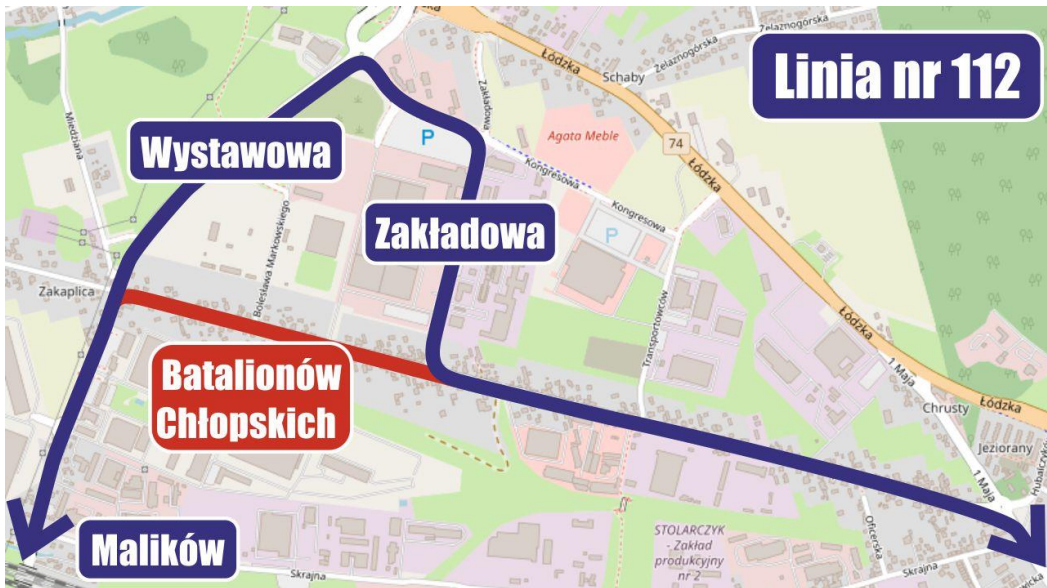 Linia nr 112
Łódzka
Żelaznogórska
Żelaznogórska
Schaby
Miedziana
Zakładowa
Wystawowa
P
Agata Meble
74
Kongresowa
Łódzka
Bolesława Markowskiego
Zakładowa
Kongresowa
P
Zakaplica
Transportowców
Łódzka
Batalionów
Chłopskich
1 Maja
Chrusty
Łódzka
Jeziorany
Hubalczyków
1 Maja
Malików
STOLARCZYK
- Zakład
produkcyjny
nr 2
Oficerska
Skrajna
Skrajna